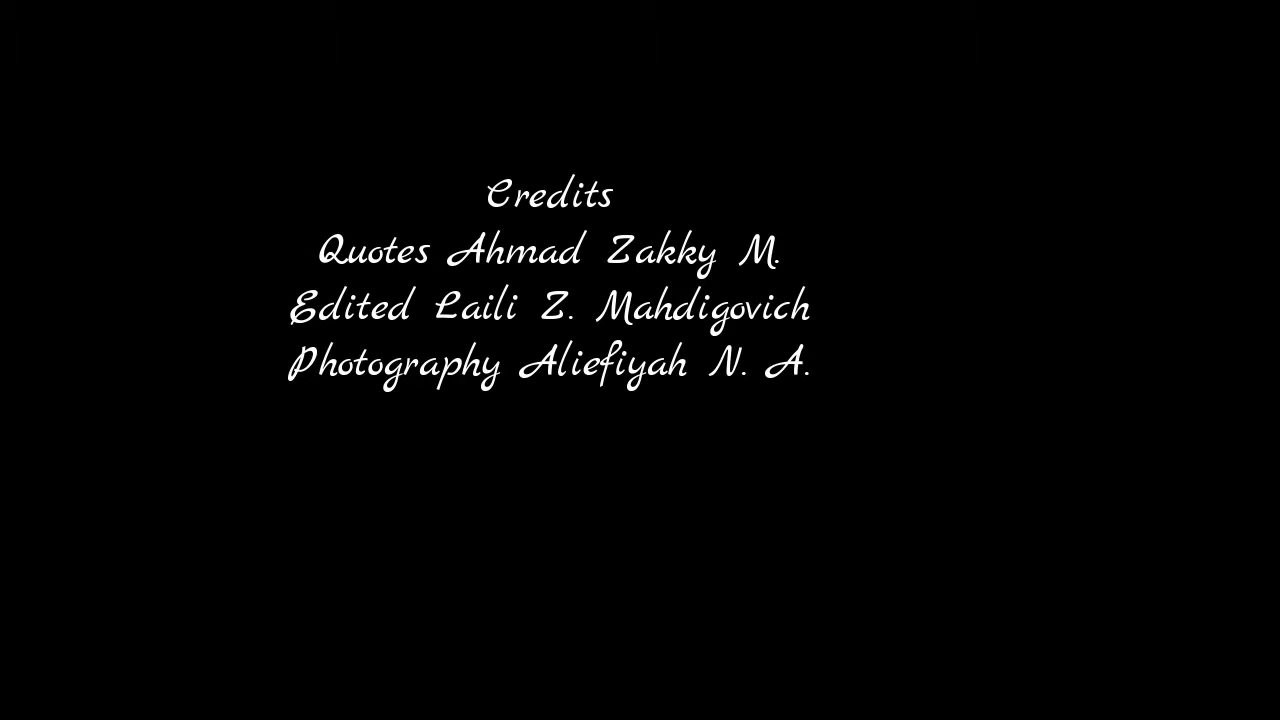 Credits
Quotes Ahmad Zakky M.
Edited Laili Z. Mahdigovich
Photography Aliefiyah N. A.